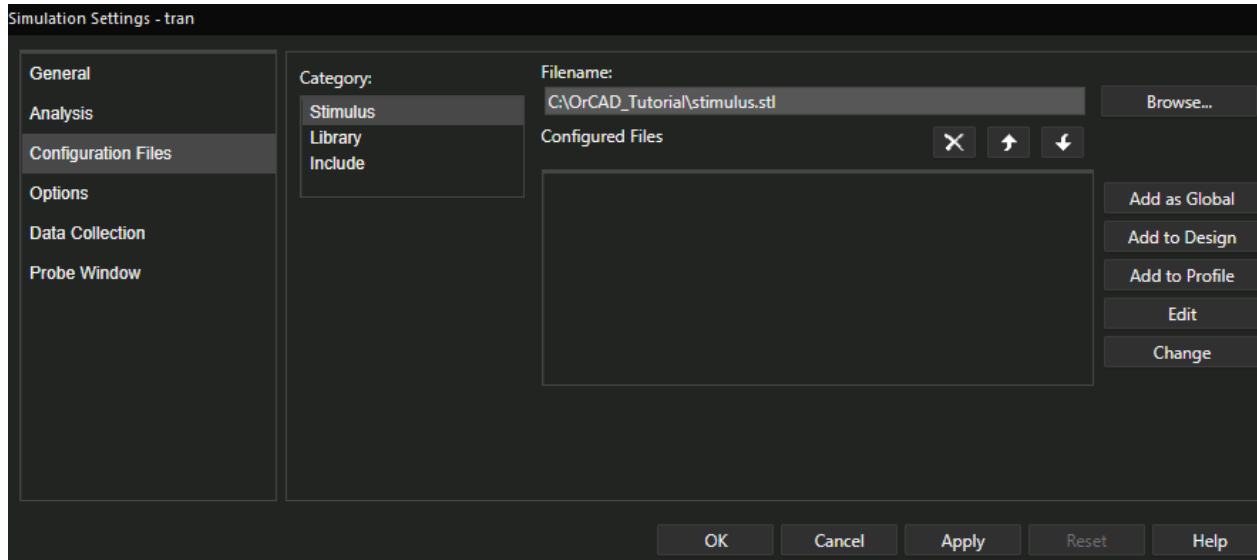 Simulation Settings - tran
General
Analysis
Configuration Files
Options
Data Collection
Probe Window
Category:
Stimulus
Library
Include
Filename:
C:\OrCAD_Tutorial\stimulus.stl
Browse...
Configured Files
Add as Global
Add to Design
Add to Profile
Edit
Change
OK
Cancel
Apply
Reset
Help